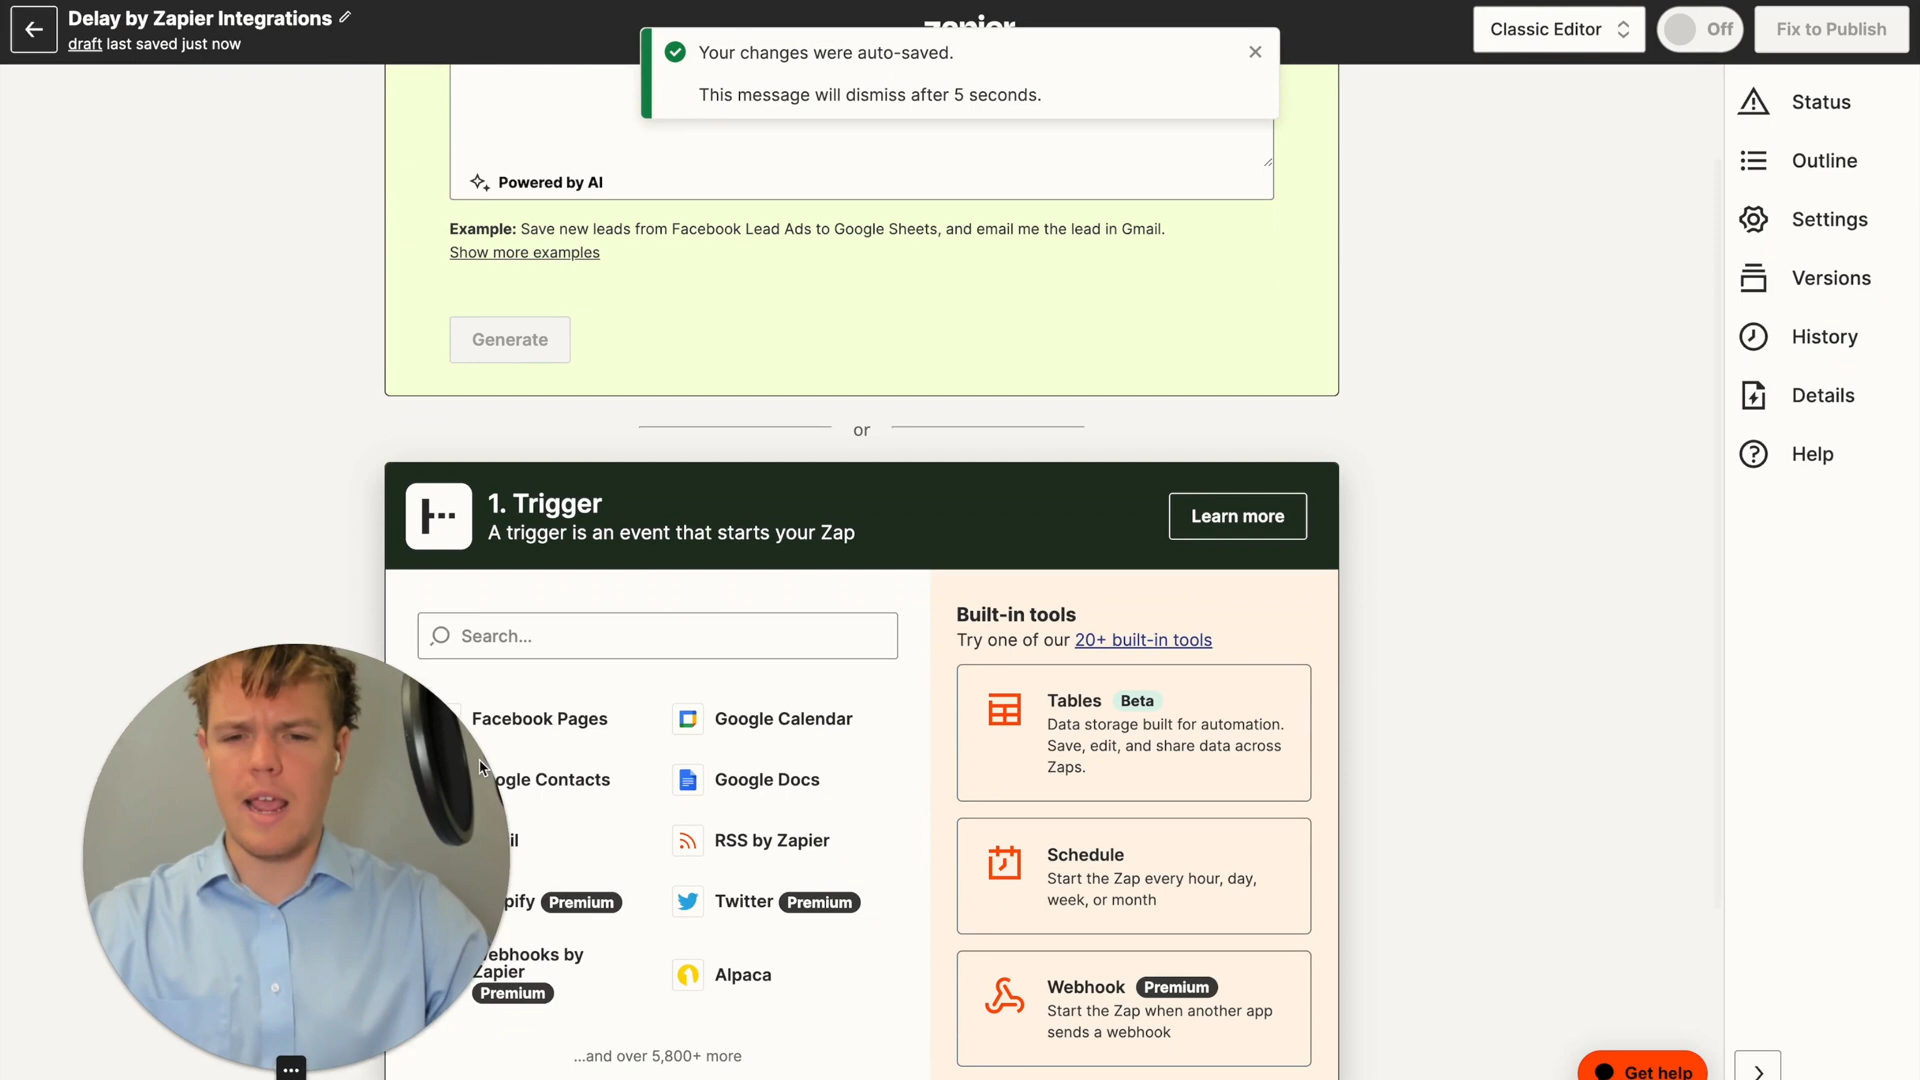 Delay by Zapier Integrations
draft last saved just now
Classic Editor
Off
Fix to Publish
Your changes were auto-saved.
This message will dismiss after 5 seconds.
Powered by AI
Example: Save new leads from Facebook Lead Ads to Google Sheets, and email me the lead in Gmail.
Show more examples
Generate
or
1. Trigger
A trigger is an event that starts your Zap
Learn more
Search...
Facebook Pages
Google Calendar
Contacts
Google Docs
RSS by Zapier
Premium
Twitter Premium
Zapier
Premium
Alpaca
...and over 5,800+ more
Built-in tools
Try one of our 20+ built-in tools
Tables Beta
Data storage built for automation.
Save, edit, and share data across
Zaps.
Schedule
Start the Zap every hour, day,
week, or month
Webhook Premium
Start the Zap when another app
sends a webhook
Status
Outline
Settings
Versions
History
Details
Help
Get help